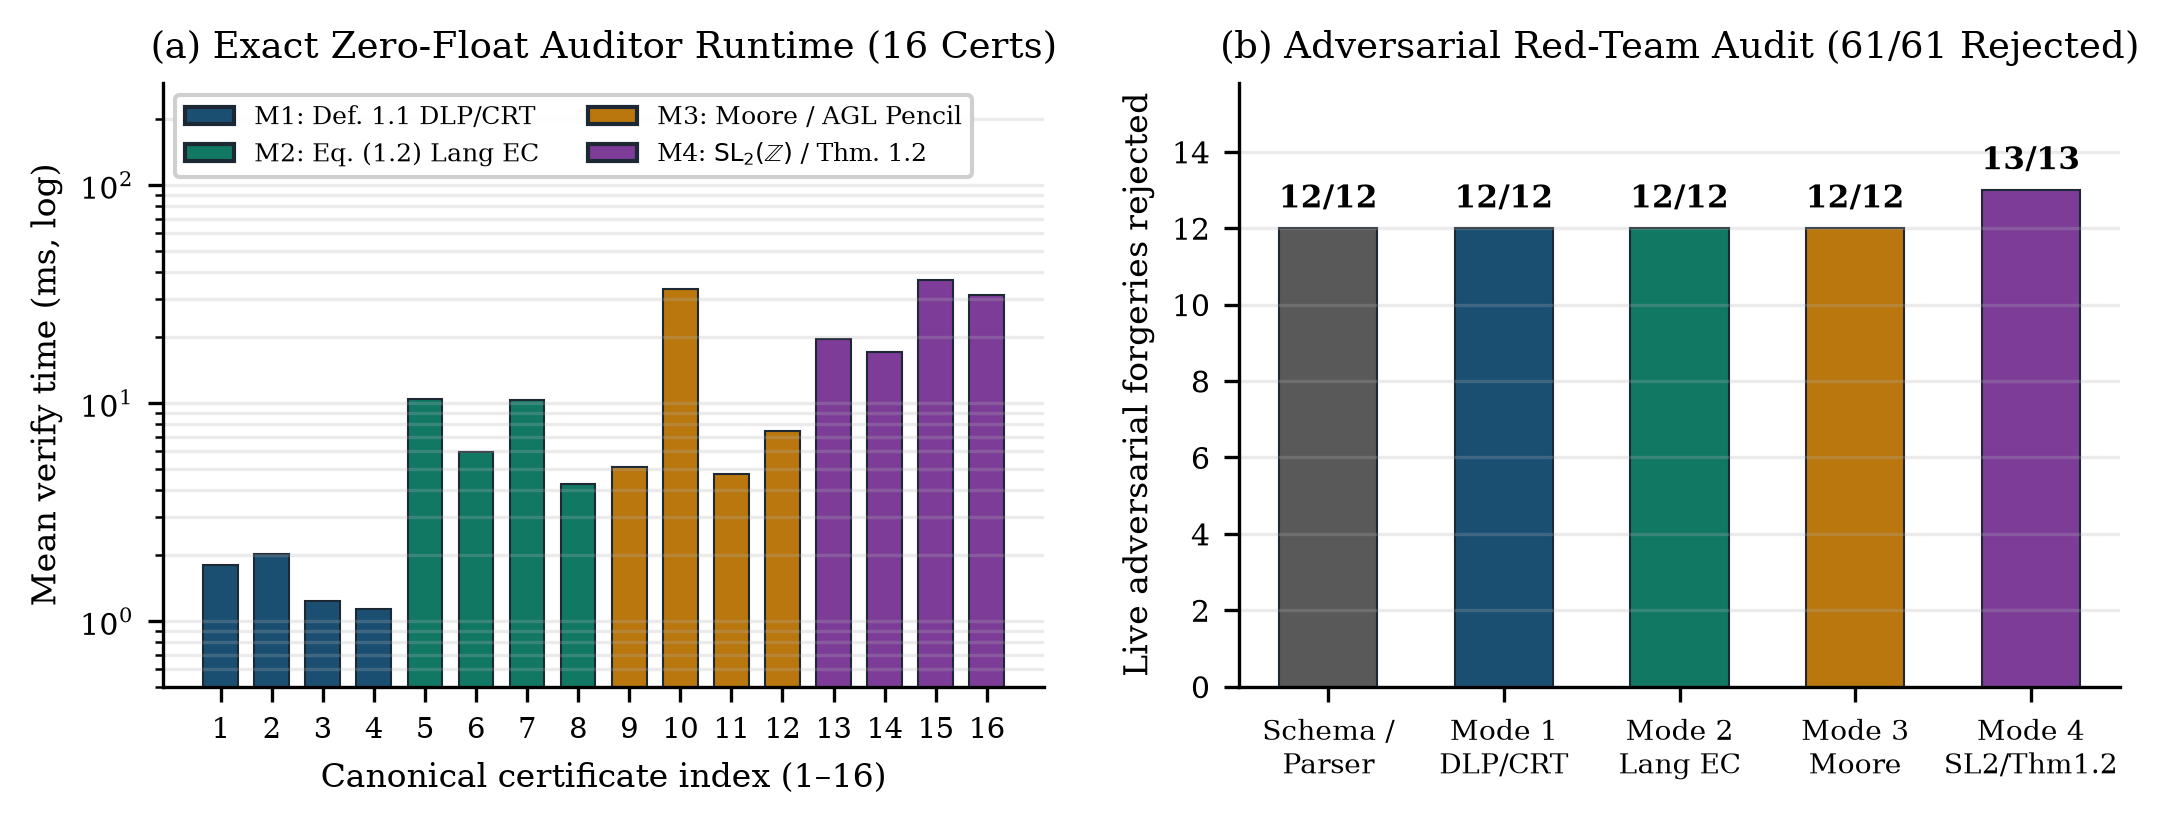 (a) Exact Zero-Float Auditor Runtime (16 Certs)
M1: Def. 1.1 DLP/CRT
M2: Eq. (1.2) Lang EC
M3: Moore / AGL Pencil
M4: SL₂(ℤ) / Thm. 1.2
Mean verify time (ms, log)
10²
10¹
10⁰
1 2 3 4 5 6 7 8 9 10 11 12 13 14 15 16
Canonical certificate index (1–16)
(b) Adversarial Red-Team Audit (61/61 Rejected)
Live adversarial forgeries rejected
14
12
10
8
6
4
2
0
12/12 12/12 12/12 12/12 13/13
Schema /
Parser
Mode 1
DLP/CRT
Mode 2
Lang EC
Mode 3
Moore
Mode 4
SL2/Thm1.2